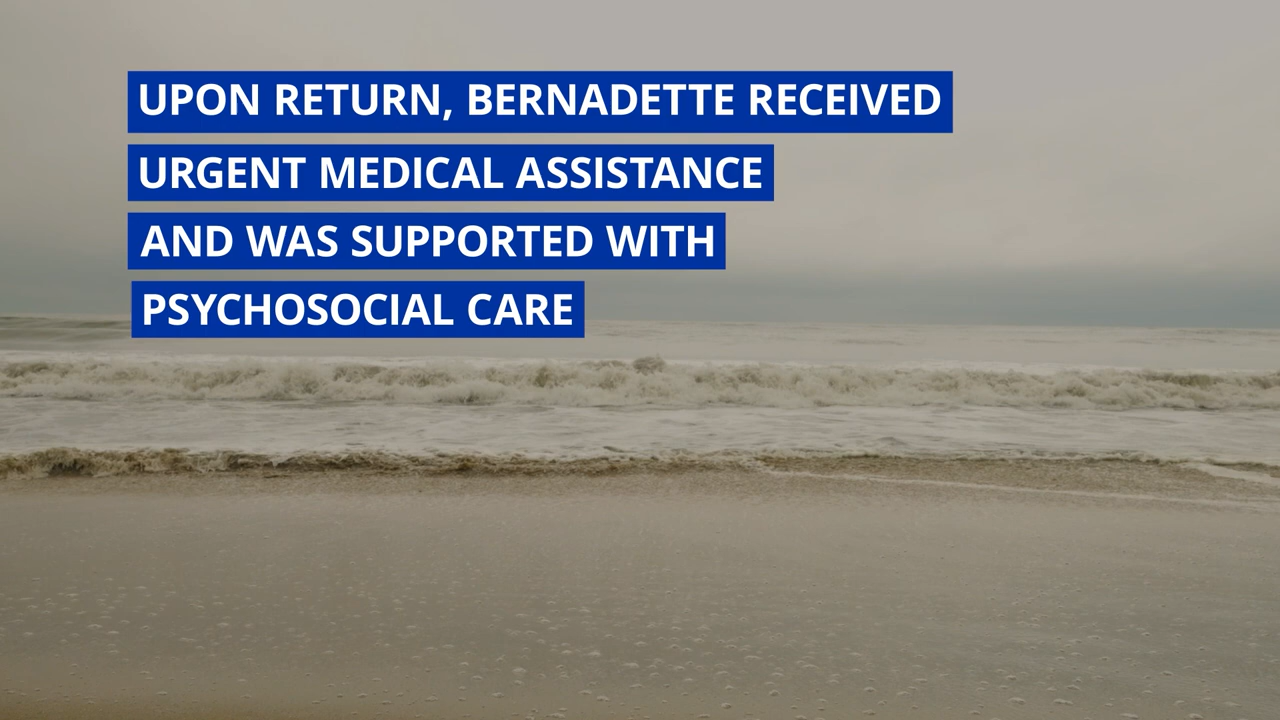 UPON RETURN, BERNADETTE RECEIVED
URGENT MEDICAL ASSISTANCE
AND WAS SUPPORTED WITH
PSYCHOSOCIAL CARE